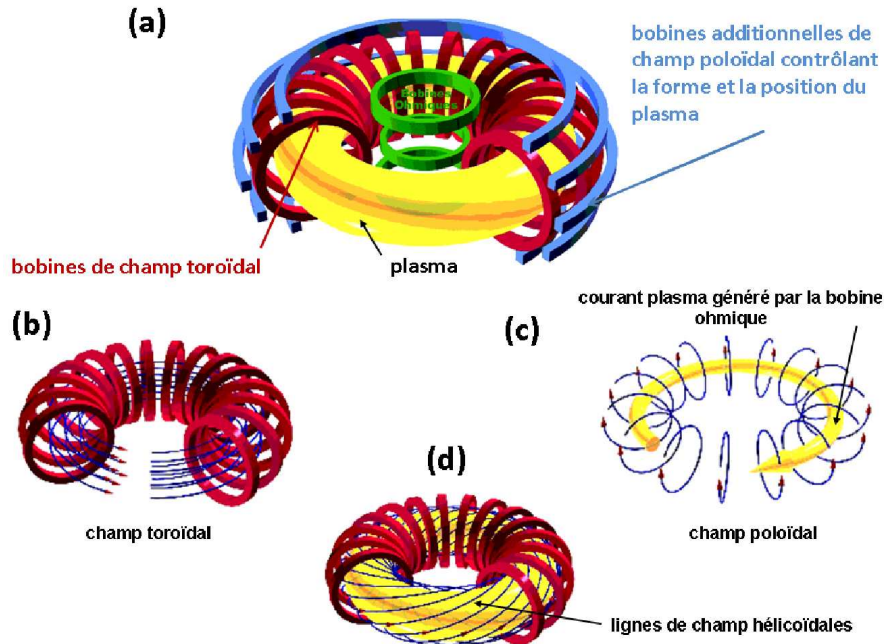 (a)
bobines additionnelles de
champ poloïdal contrôlant
la forme et la position du
plasma
Bobines
Ohmiques
bobines de champ toroïdal
plasma
(b)
champ toroïdal
(c)
courant plasma généré par la bobine
ohmique
champ poloïdal
(d)
lignes de champ hélicoïdales